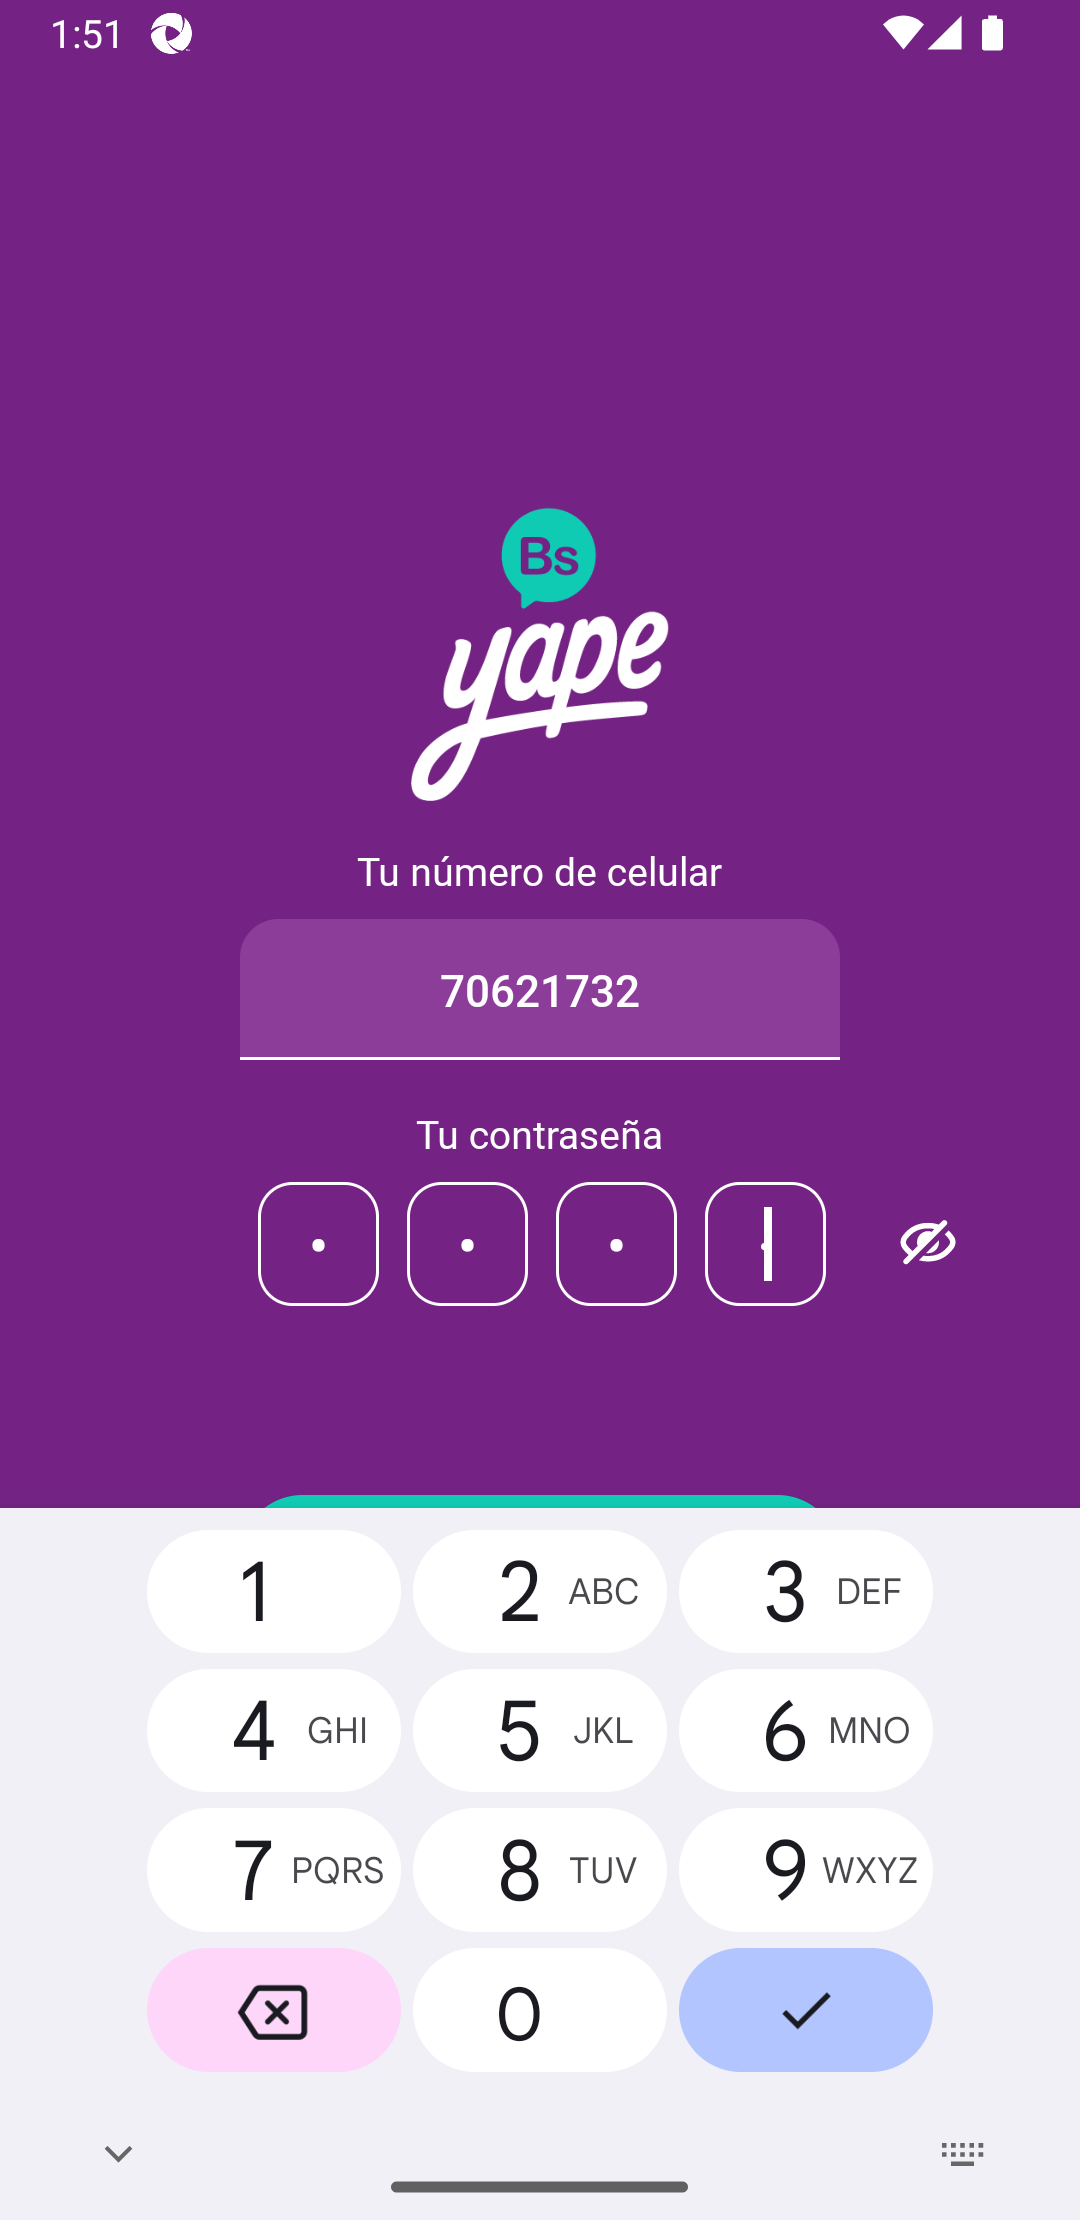 1:51
Bs
yape
Tu número de celular
70621732
Tu contraseña
1
2 ABC
3 DEF
4 GHI
5 JKL
6 MNO
7 PQRS
8 TUV
9 WXYZ
0